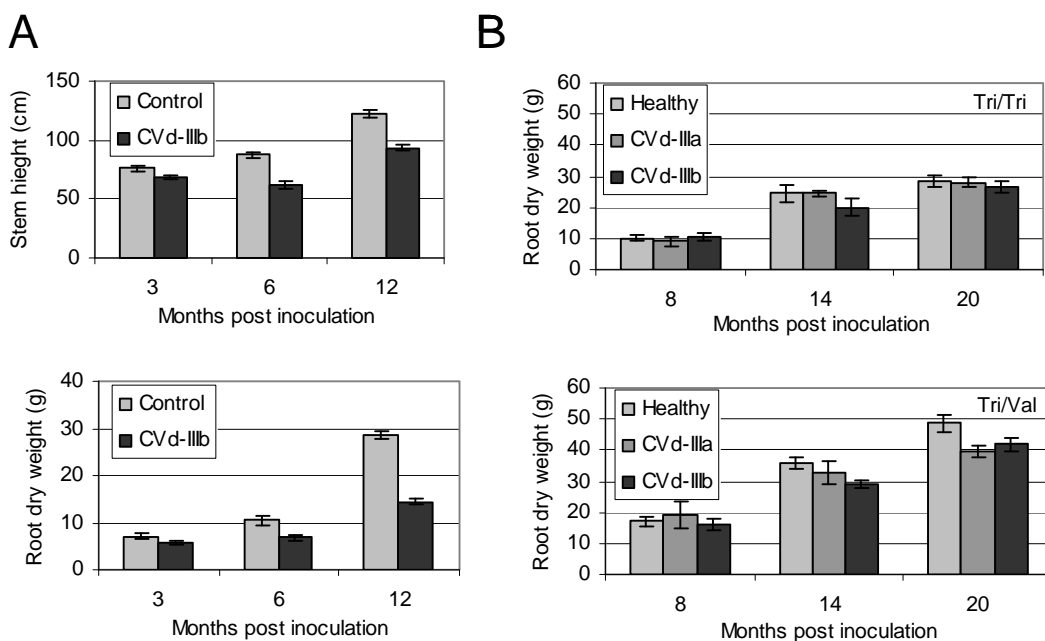 A
Stem hieght (cm)
150
100
50
0
Control
CVd-IIIb
3 6 12
Months post inoculation
Root dry weight (g)
40
30
20
10
0
Control
CVd-IIIb
3 6 12
Months post inoculation
B
Root dry weight (g)
60
50
40
30
20
10
0
Healthy
CVd-IIIa
CVd-IIIb
Tri/Tri
8 14 20
Months post inoculation
Root dry weight (g)
60
50
40
30
20
10
0
Healthy
CVd-IIIa
CVd-IIIb
Tri/Val
8 14 20
Months post inoculation